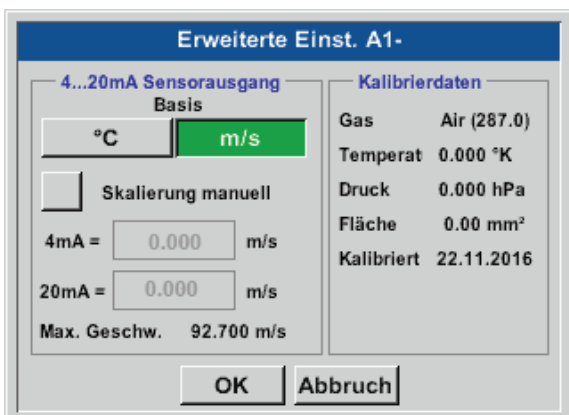 Erweiterte Einst. A1-
4...20mA Sensorausgang
Basis
°C
m/s
Skalierung manuell
4mA = 0.000 m/s
20mA = 0.000 m/s
Max. Geschw. 92.700 m/s
Kalibrierdaten
Gas Air (287.0)
Temperat 0.000 °K
Druck 0.000 hPa
Fläche 0.00 mm²
Kalibriert 22.11.2016
OK
Abbruch